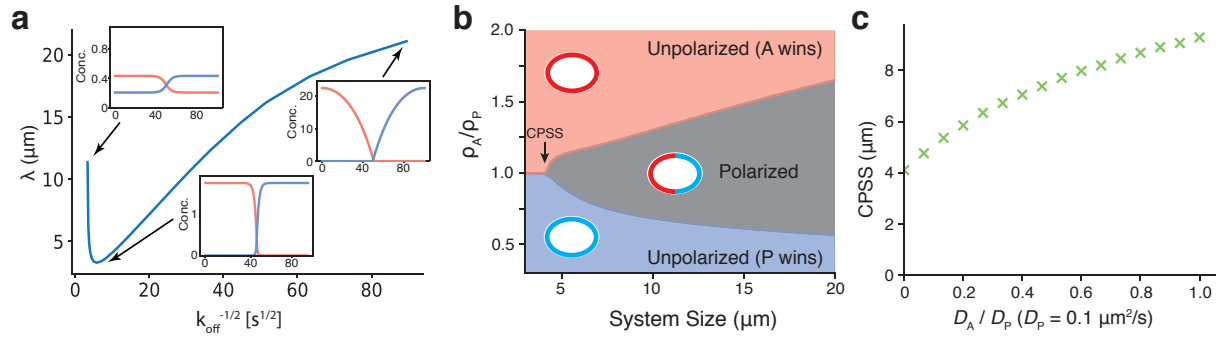 a
λ (µm)
20
15
10
5
0
20
40
60
80
k_off^-1/2 [s^1/2]
Conc.
0.8
0.4
0
0
40
80
Conc.
20
10
0
0
40
80
Conc.
1
0
0
40
80
b
ρ_A/ρ_P
2.0
1.5
1.0
0.5
5
10
15
20
System Size (µm)
Unpolarized (A wins)
CPSS
Polarized
Unpolarized (P wins)
c
CPSS (µm)
8
6
4
2
0
0
0.2
0.4
0.6
0.8
1.0
D_A / D_P (D_P = 0.1 µm²/s)